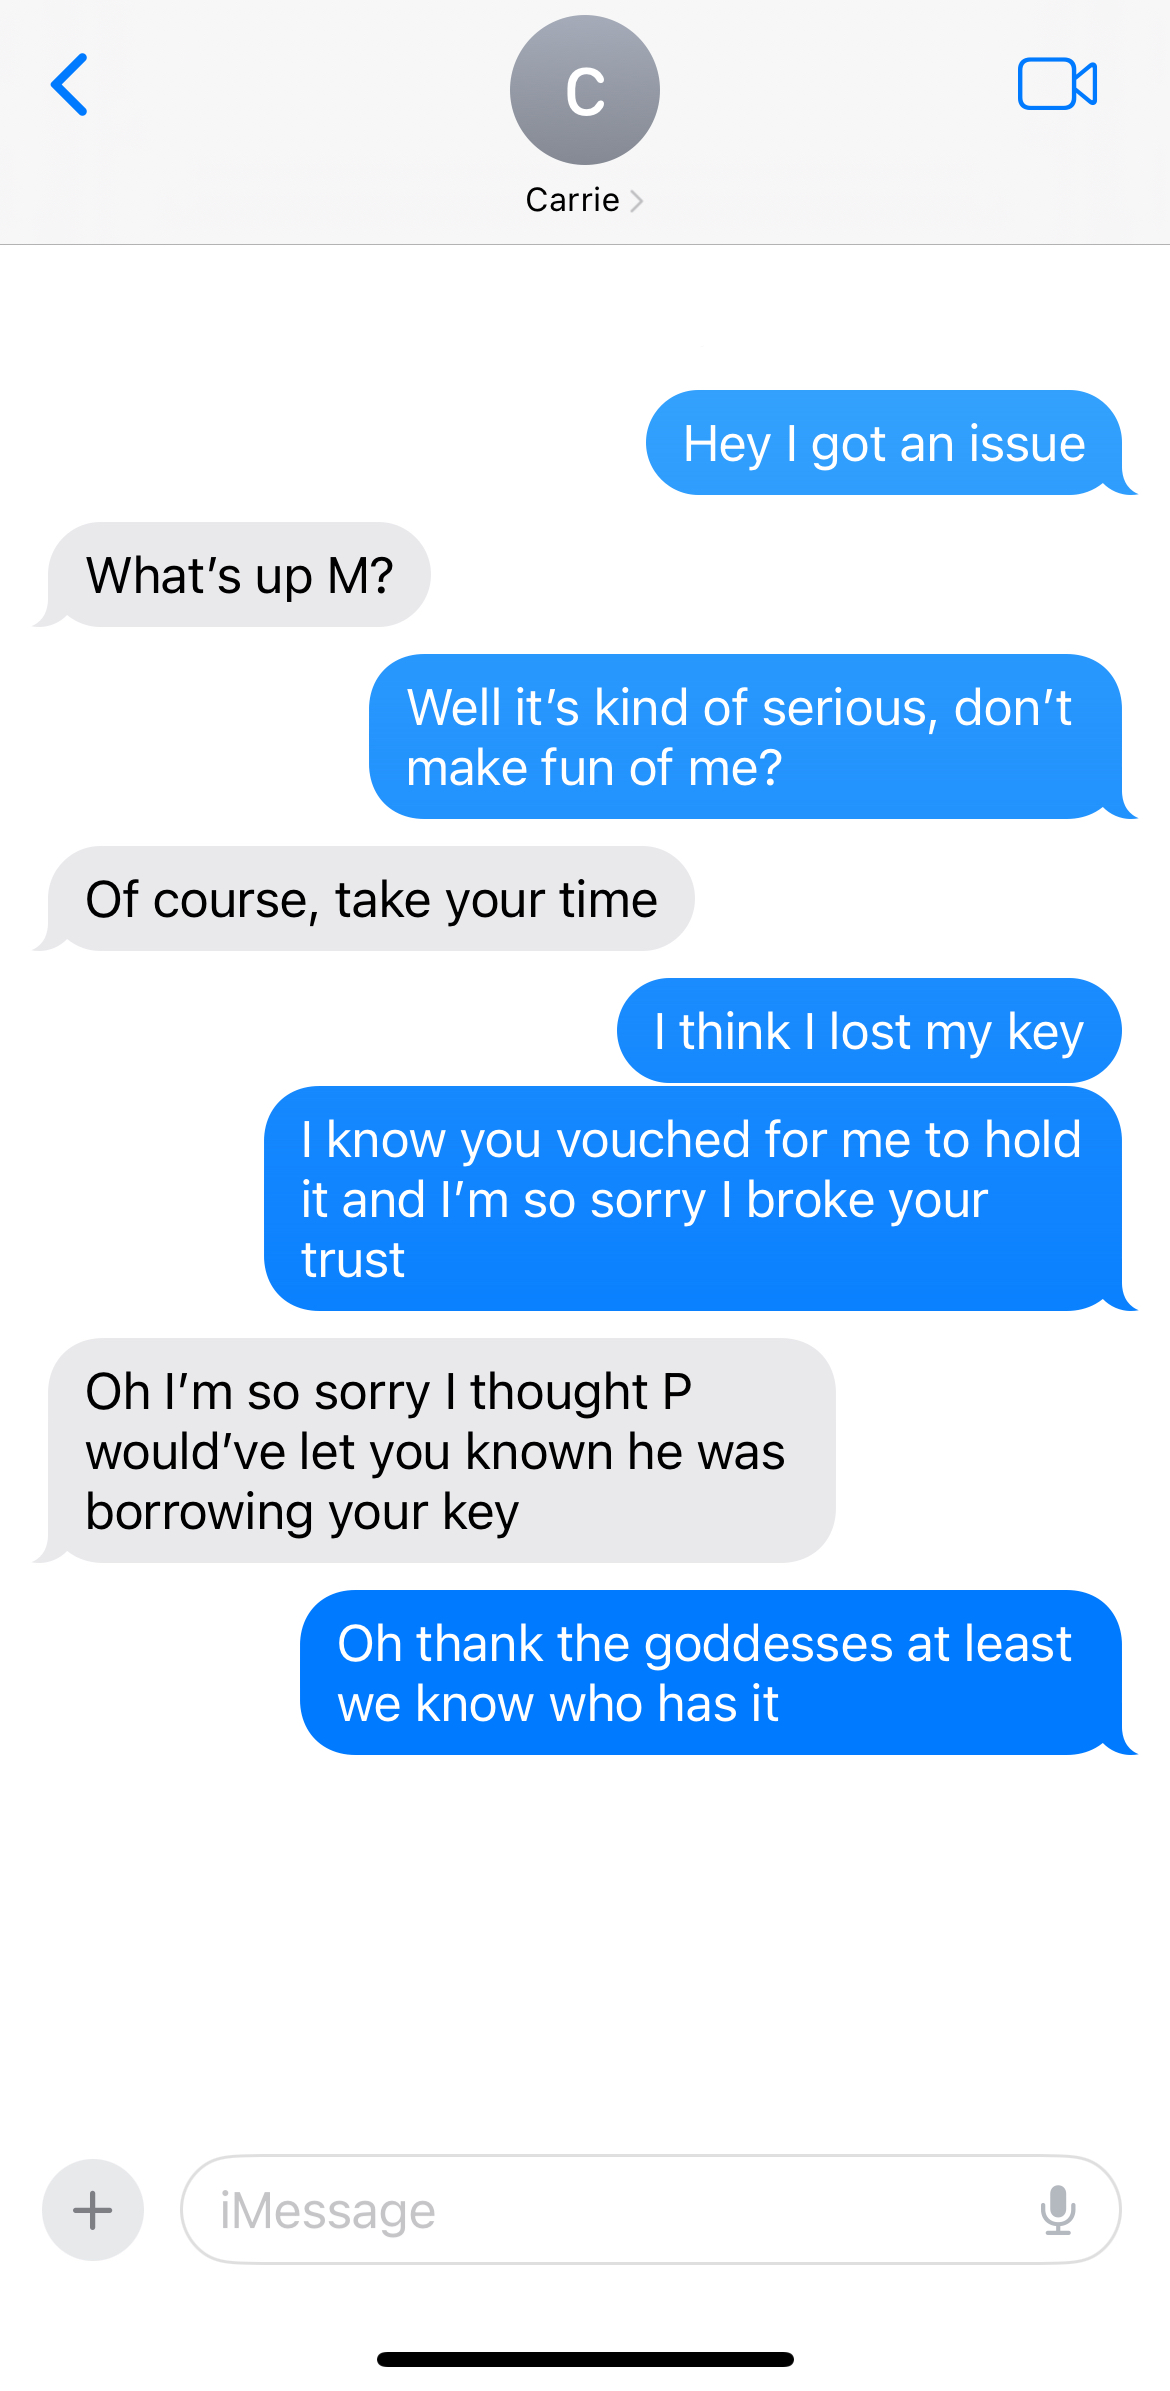 C
Carrie
Hey I got an issue
What’s up M?
Well it’s kind of serious, don’t
make fun of me?
Of course, take your time
I think I lost my key
I know you vouched for me to hold
it and I’m so sorry I broke your
trust
Oh I’m so sorry I thought P
would’ve let you known he was
borrowing your key
Oh thank the goddesses at least
we know who has it
iMessage